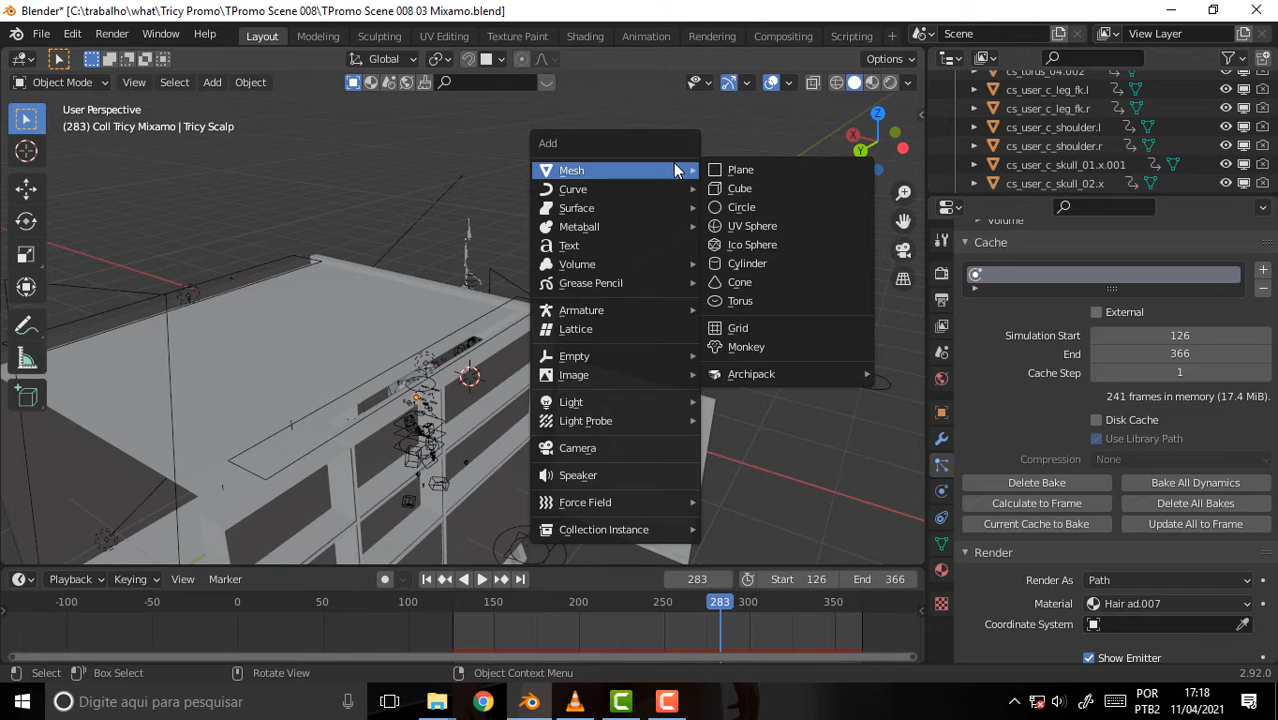 Blender* [C:\trabalho\what\Tricy Promo\TPromo Scene 008\TPromo Scene 008 03 Mixamo.blend]
File Edit Render Window Help Layout Modeling Sculpting UV Editing Texture Paint Shading Animation Rendering Compositing Scripting + Scene View Layer
Global Options
Object Mode View Select Add Object
cs_torus_04.002
cs_user_c_leg_fk.l
cs_user_c_leg_fk.r
cs_user_c_shoulder.l
cs_user_c_shoulder.r
cs_user_c_skull_01.x.001
cs_user_c_skull_02.x
User Perspective
(283) Coll Tricy Mixamo | Tricy Scalp
Z
X
Y
Add
Mesh
Curve
Surface
Metaball
Text
Volume
Grease Pencil
Armature
Lattice
Empty
Image
Light
Light Probe
Camera
Speaker
Force Field
Collection Instance
Plane
Cube
Circle
UV Sphere
Ico Sphere
Cylinder
Cone
Torus
Grid
Monkey
Archipack
Volume
Cache
External
Simulation Start 126
End 366
Cache Step 1
241 frames in memory (17.4 MiB).
Disk Cache
Use Library Path
Compression None
Delete Bake Bake All Dynamics
Calculate to Frame Delete All Bakes
Current Cache to Bake Update All to Frame
Render
Render As Path
Material Hair ad.007
Coordinate System
Show Emitter
Playback Keying View Marker 283 Start 126 End 366
-100 -50 0 50 100 150 200 250 283 300 350
Select Box Select Rotate View Object Context Menu 2.92.0
Digite aqui para pesquisar
POR
PTB2
17:18
11/04/2021